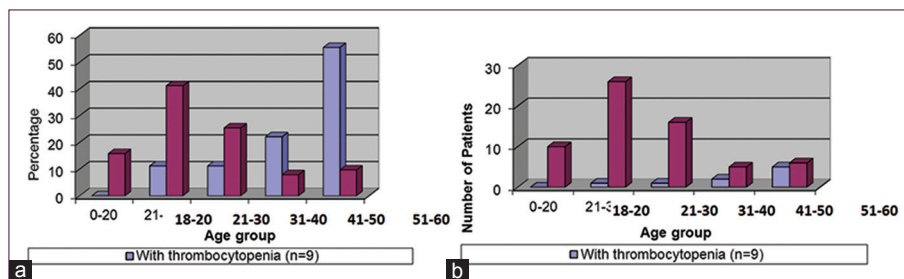 60
50
40
30
20
10
0
Percentage
0-20 21- 18-20 21-30 31-40 41-50 51-60
Age group
With thrombocytopenia (n=9)
a
30
20
10
0
Number of Patients
0-20 21-3 18-20 21-30 31-40 41-50 51-60
Age group
With thrombocytopenia (n=9)
b